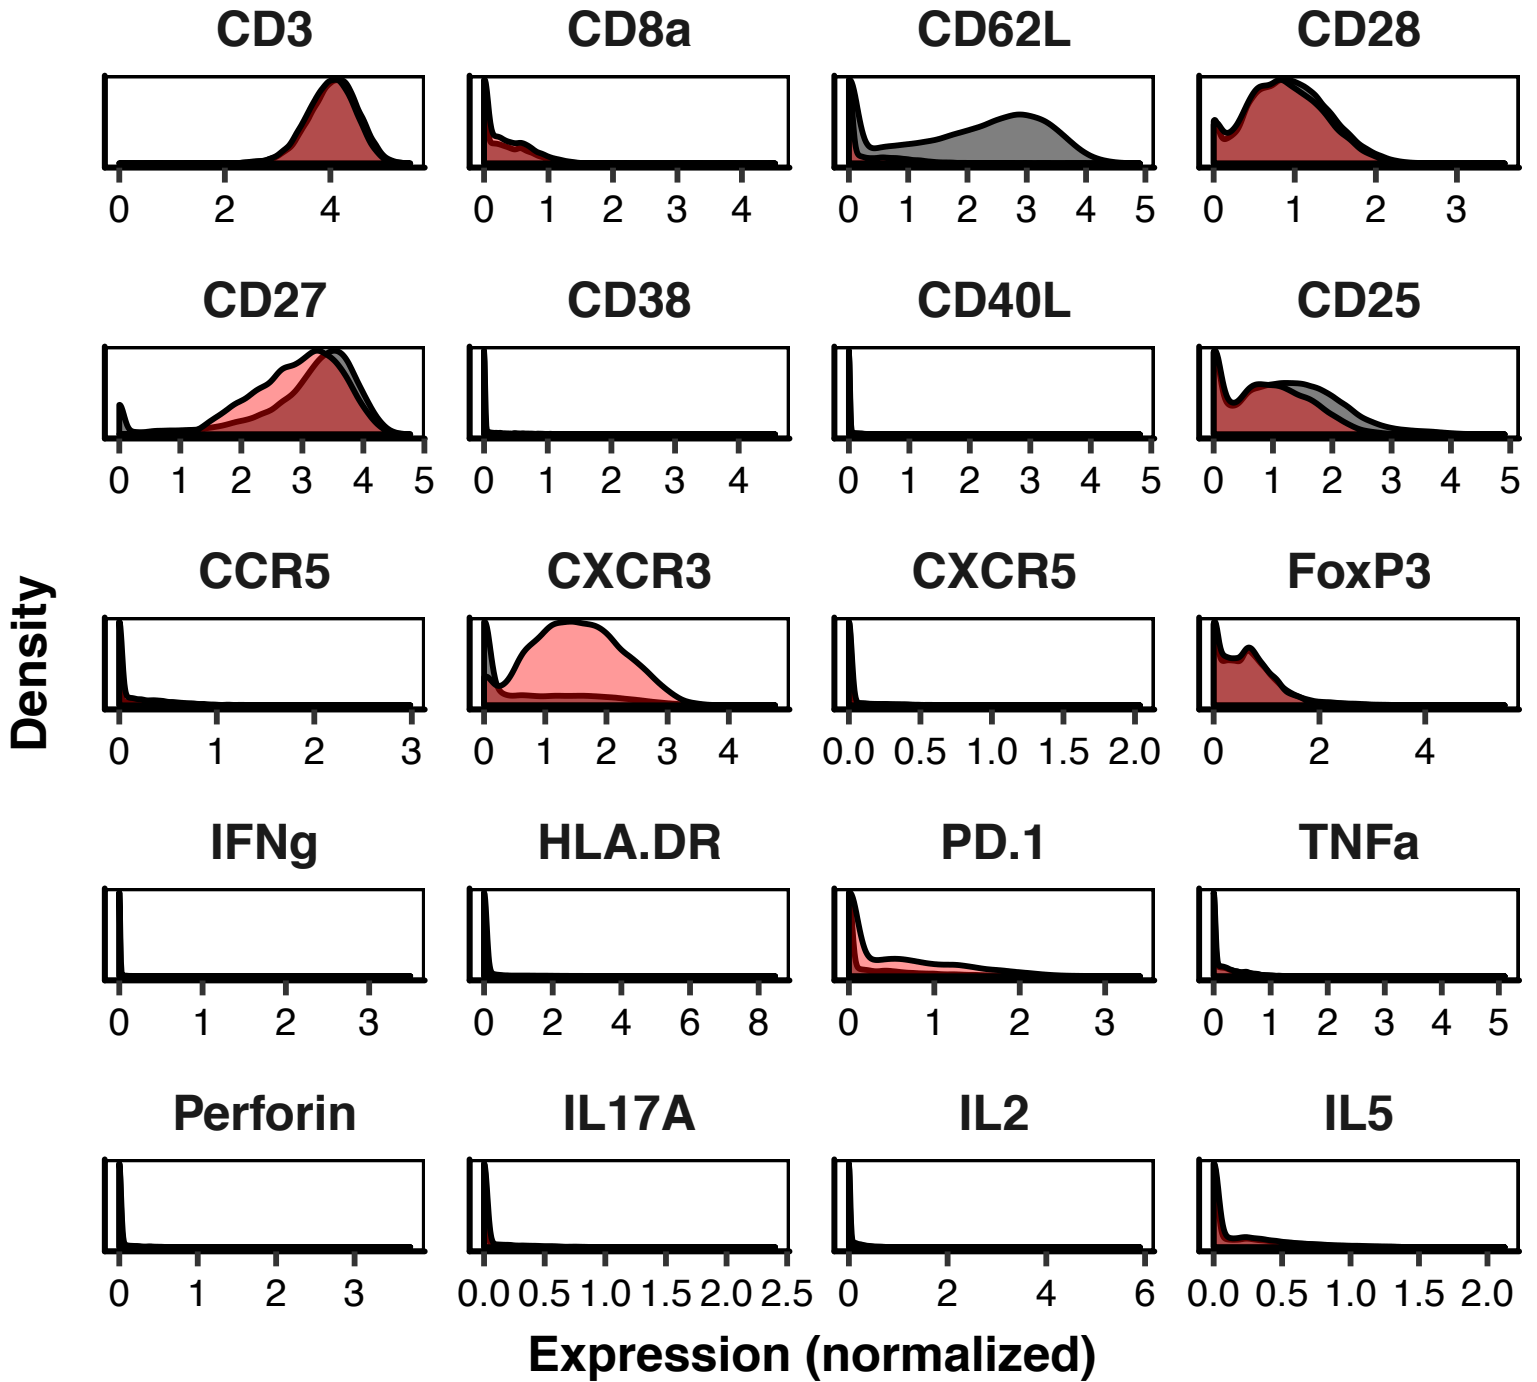 CD3 CD8a CD62L CD28
0 2 4 0 1 2 3 4 0 1 2 3 4 5 0 1 2 3
CD27 CD38 CD40L CD25
0 1 2 3 4 5 0 1 2 3 4 0 1 2 3 4 5 0 1 2 3 4 5
CCR5 CXCR3 CXCR5 FoxP3
0 1 2 3 0 1 2 3 4 0.0 0.5 1.0 1.5 2.0 0 2 4
Density
IFNg HLA.DR PD.1 TNFa
0 1 2 3 0 2 4 6 8 0 1 2 3 0 1 2 3 4 5
Perforin IL17A IL2 IL5
0 1 2 3 0.0 0.5 1.0 1.5 2.0 2.5 0 2 4 6 0.0 0.5 1.0 1.5 2.0
Expression (normalized)